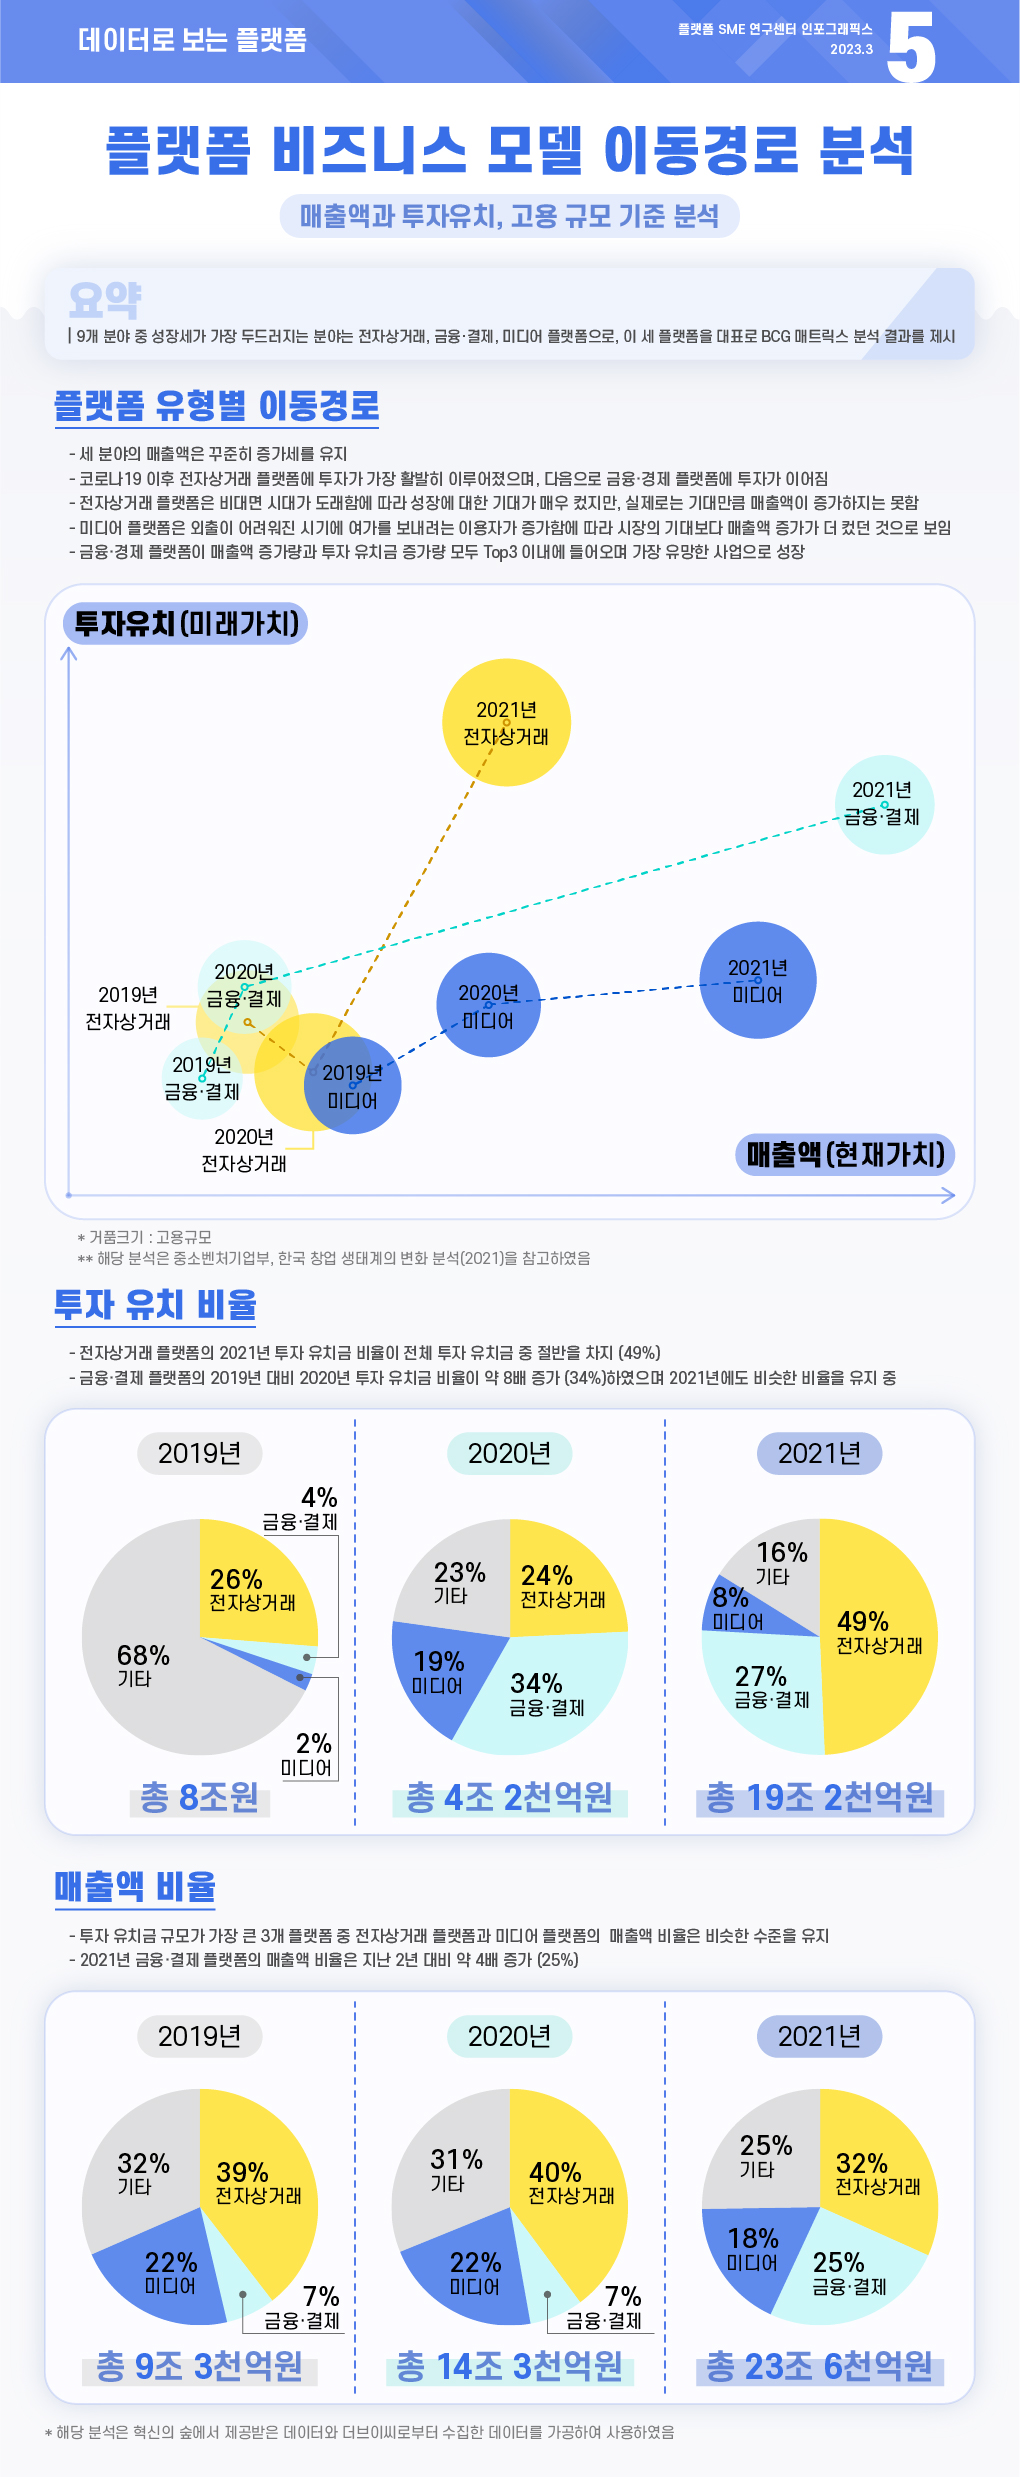 데이터로 보는 플랫폼
플랫폼 SME 연구센터 인포그래픽스
2023.3
5
플랫폼 비즈니스 모델 이동경로 분석
매출액과 투자유치, 고용 규모 기준 분석
요약
| 9개 분야 중 성장세가 가장 두드러지는 분야는 전자상거래, 금융·결제, 미디어 플랫폼으로, 이 세 플랫폼을 대표로 BCG 매트릭스 분석 결과를 제시
플랫폼 유형별 이동경로
- 세 분야의 매출액은 꾸준히 증가세를 유지
- 코로나19 이후 전자상거래 플랫폼에 투자가 가장 활발히 이루어졌으며, 다음으로 금융·경제 플랫폼에 투자가 이어짐
- 전자상거래 플랫폼은 비대면 시대가 도래함에 따라 성장에 대한 기대가 매우 컸지만, 실제로는 기대만큼 매출액이 증가하지는 못함
- 미디어 플랫폼은 외출이 어려워진 시기에 여가를 보내려는 이용자가 증가함에 따라 시장의 기대보다 매출액 증가가 더 컸던 것으로 보임
- 금융·경제 플랫폼이 매출액 증가량과 투자 유치금 증가량 모두 Top3 이내에 들어오며 가장 유망한 사업으로 성장
투자유치(미래가치)
2021년
전자상거래
2021년
금융·결제
2020년
금융·결제
2019년
전자상거래
2020년
미디어
2021년
미디어
2019년
금융·결제
2019년
미디어
2020년
전자상거래
매출액(현재가치)
* 거품크기 : 고용규모
** 해당 분석은 중소벤처기업부, 한국 창업 생태계의 변화 분석(2021)을 참고하였음
투자 유치 비율
- 전자상거래 플랫폼의 2021년 투자 유치금 비율이 전체 투자 유치금 중 절반을 차지 (49%)
- 금융·결제 플랫폼의 2019년 대비 2020년 투자 유치금 비율이 약 8배 증가 (34%)하였으며 2021년에도 비슷한 비율을 유지 중
2019년
4%
금융·결제
26%
전자상거래
68%
기타
2%
미디어
총 8조원
2020년
23%
기타
24%
전자상거래
19%
미디어
34%
금융·결제
총 4조 2천억원
2021년
16%
기타
8%
미디어
49%
전자상거래
27%
금융·결제
총 19조 2천억원
매출액 비율
- 투자 유치금 규모가 가장 큰 3개 플랫폼 중 전자상거래 플랫폼과 미디어 플랫폼의 매출액 비율은 비슷한 수준을 유지
- 2021년 금융·결제 플랫폼의 매출액 비율은 지난 2년 대비 약 4배 증가 (25%)
2019년
32%
기타
39%
전자상거래
22%
미디어
7%
금융·결제
총 9조 3천억원
2020년
31%
기타
40%
전자상거래
22%
미디어
7%
금융·결제
총 14조 3천억원
2021년
25%
기타
32%
전자상거래
18%
미디어
25%
금융·결제
총 23조 6천억원
* 해당 분석은 혁신의 숲에서 제공받은 데이터와 더브이씨로부터 수집한 데이터를 가공하여 사용하였음